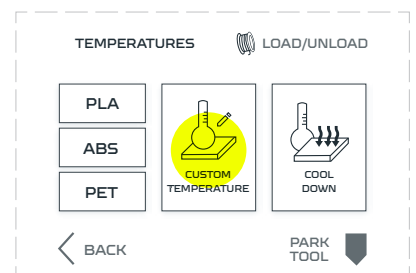 TEMPERATURES
LOAD/UNLOAD
PLA
ABS
PET
CUSTOM
TEMPERATURE
COOL
DOWN
BACK
PARK
TOOL